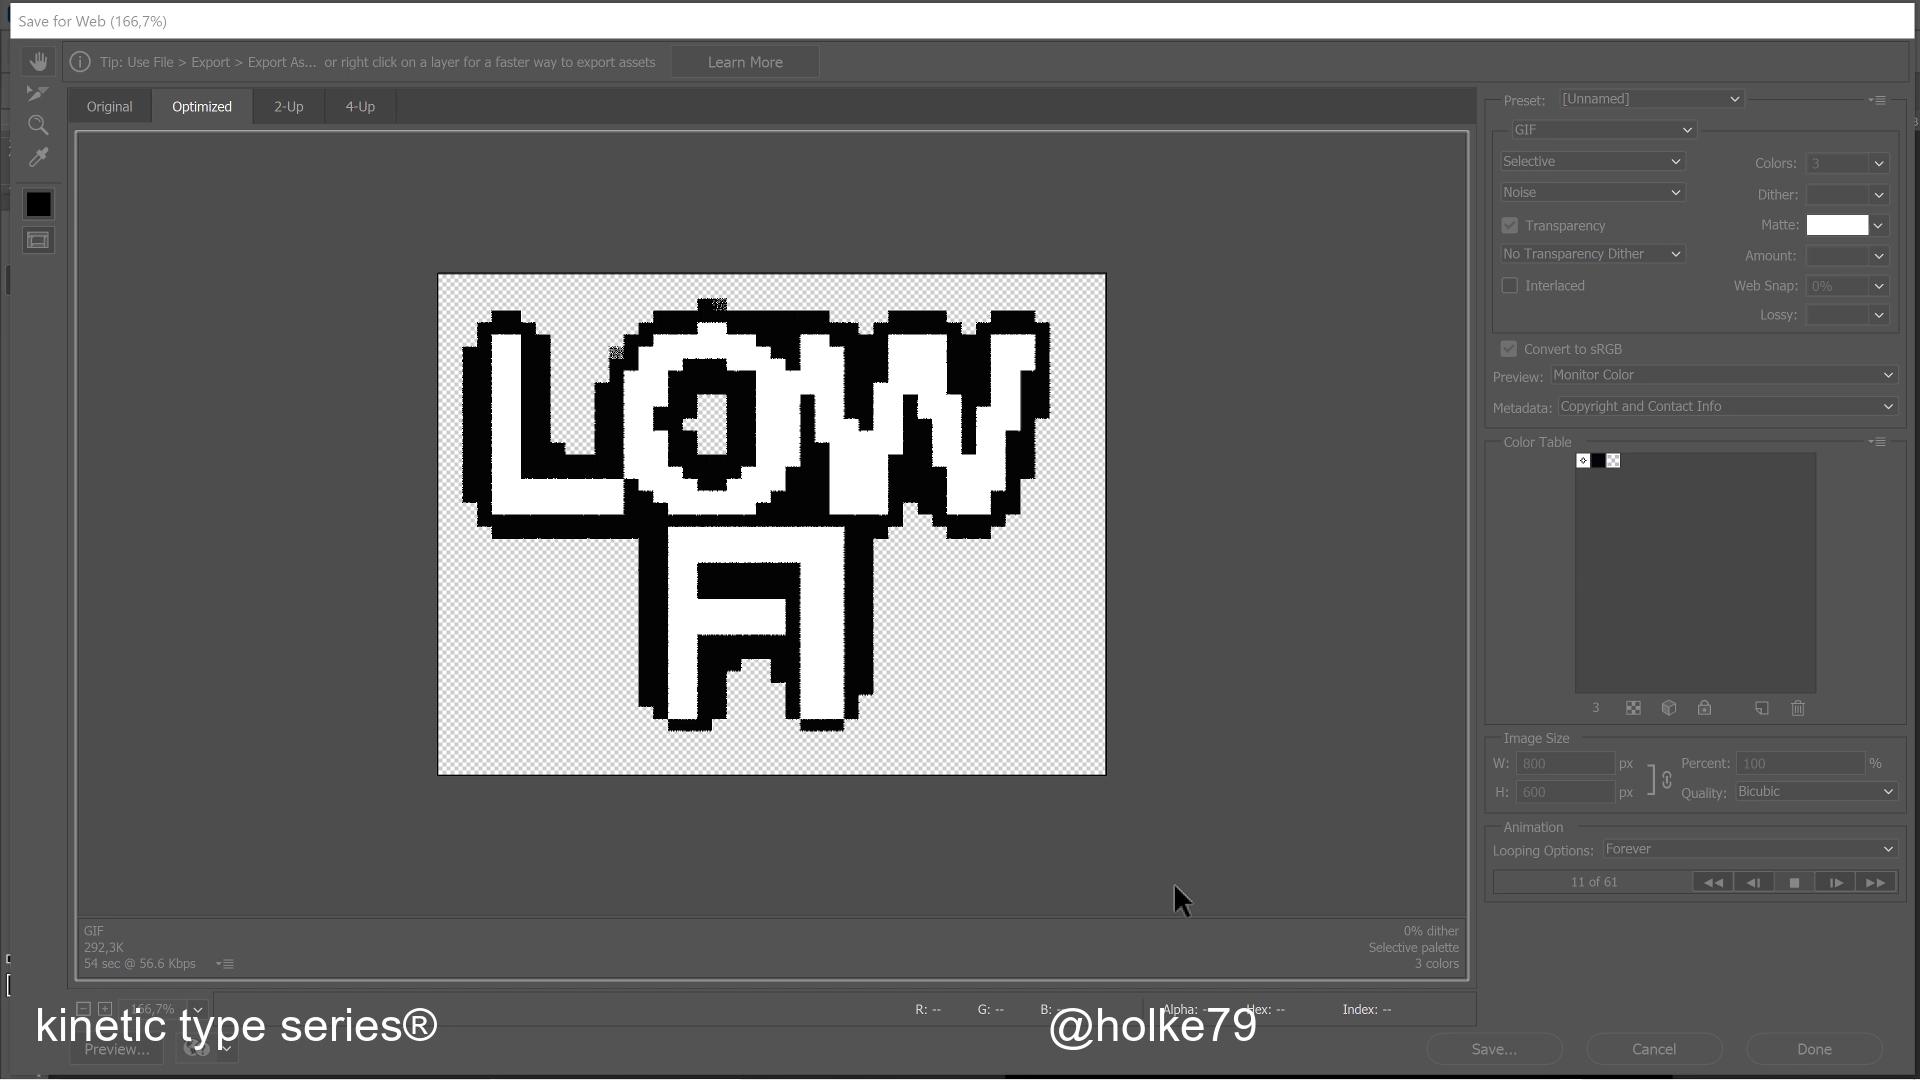 Save for Web (166,7%)
Tip: Use File > Export > Export As... or right click on a layer for a faster way to export assets
Learn More
Original
Optimized
2-Up
4-Up
LOW
FI
GIF
292,3K
54 sec @ 56.6 Kbps
0% dither
Selective palette
3 colors
166,7%
R: --
G: --
B: --
Alpha: --
Hex: --
Index: --
Preview...
kinetic type series®
@holke79
Preset: [Unnamed]
GIF
Selective
Colors: 3
Noise
Dither:
Transparency
Matte:
No Transparency Dither
Amount:
Interlaced
Web Snap: 0%
Lossy:
Convert to sRGB
Preview: Monitor Color
Metadata: Copyright and Contact Info
Color Table
3
Image Size
W: 800 px
Percent: 100 %
H: 600 px
Quality: Bicubic
Animation
Looping Options: Forever
11 of 61
Save...
Cancel
Done